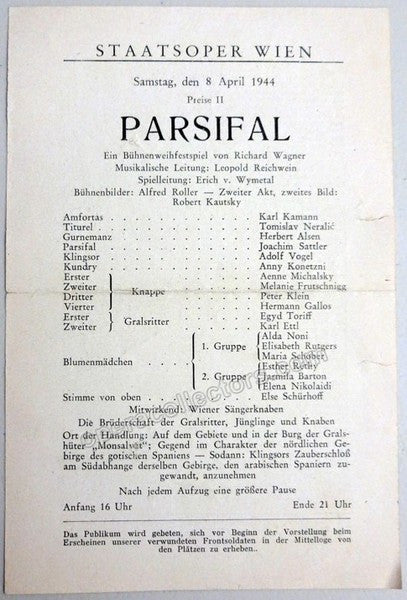 STAATSOPER WIEN
Samstag, den 8 April 1944
Preise II
PARSIFAL
Ein Bühnenweihfestspiel von Richard Wagner
Musikalische Leitung: Leopold Reichwein
Spielleitung: Erich v. Wymetal
Bühnenbilder: Alfred Roller — Zweiter Akt, zweites Bild:
Robert Kautsky
Amfortas . . . . . . . . . . Karl Kamann
Titurel . . . . . . . . . . Tomislav Neralić
Gurnemanz . . . . . . . . . . Herbert Alsen
Parsifal . . . . . . . . . . Joachim Sattler
Klingsor . . . . . . . . . . Adolf Vogel
Kundry . . . . . . . . . . Anny Konetzni
Erster Aenne Michalsky
Zweiter Knappe Melanie Frutschnigg
Dritter Peter Klein
Vierter Hermann Gallos
Erster Gralsritter Egyd Toriff
Zweiter Karl Ettl
Blumenmädchen 1. Gruppe Alda Noni
Elisabeth Rutgers
Maria Schober
2. Gruppe Esther Réthy
Jarmila Barton
Elena Nikolaidi
Stimme von oben . . . . . . . . Else Schürhoff
Mitwirkend: Wiener Sängerknaben
Die Brüderschaft der Gralsritter, Jünglinge und Knaben
Ort der Handlung: Auf dem Gebiete und in der Burg der Grals-
hüter „Monsalvat"; Gegend im Charakter der nördlichen Ge-
birge des gotischen Spaniens — Sodann: Klingsors Zauberschloß
am Südabhange derselben Gebirge, den arabischen Spaniern zu-
gewandt, anzunehmen
Nach jedem Aufzug eine größere Pause
Anfang 16 Uhr Ende 21 Uhr
Das Publikum wird gebeten, sich vor Beginn der Vorstellung beim
Erscheinen unserer verwundeten Frontsoldaten in der Mittelloge von
den Plätzen zu erheben..